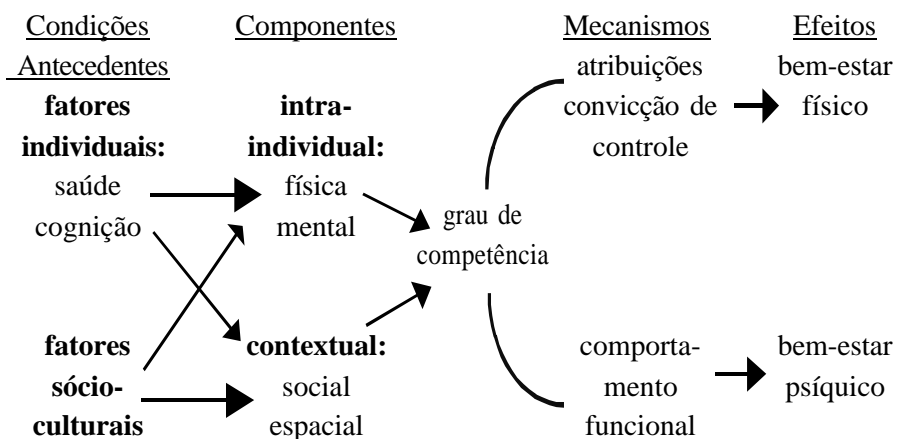 Condições
Antecedentes
fatores
individuais:
saúde
cognição
fatores
sócio-
culturais
Componentes
intra-
individual:
física
mental
contextual:
social
espacial
grau de
competência
Mecanismos
atribuições
convicção de
controle
comporta-
mento
funcional
Efeitos
bem-estar
físico
bem-estar
psíquico